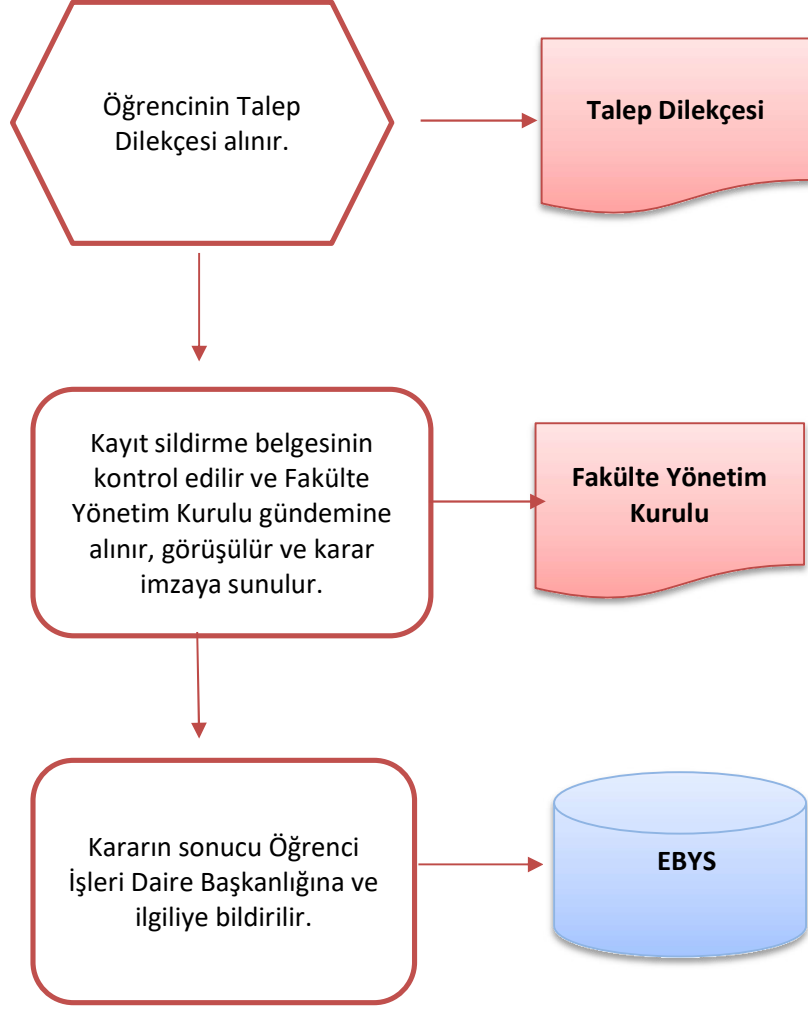 Öğrencinin Talep
Dilekçesi alınır.
Talep Dilekçesi
Kayıt sildirme belgesinin
kontrol edilir ve Fakülte
Yönetim Kurulu gündemine
alınır, görüşülür ve karar
imzaya sunulur.
Fakülte Yönetim
Kurulu
Kararın sonucu Öğrenci
İşleri Daire Başkanlığına ve
ilgiliye bildirilir.
EBYS